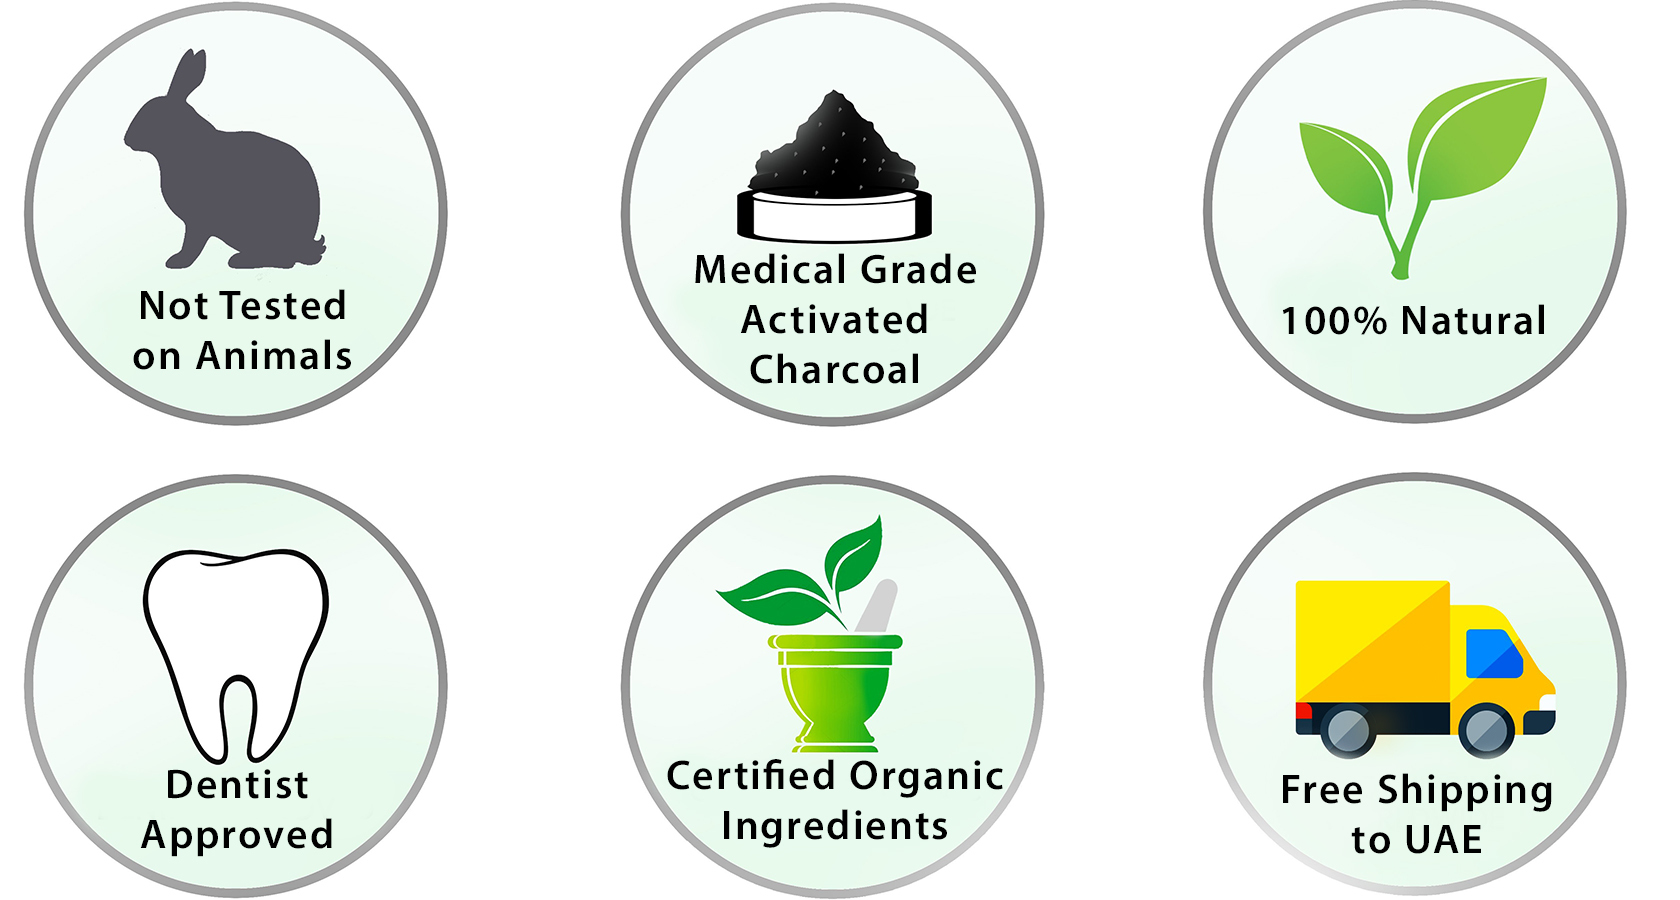 Not Tested
on Animals
Medical Grade
Activated
Charcoal
100% Natural
Dentist
Approved
Certified Organic
Ingredients
Free Shipping
to UAE